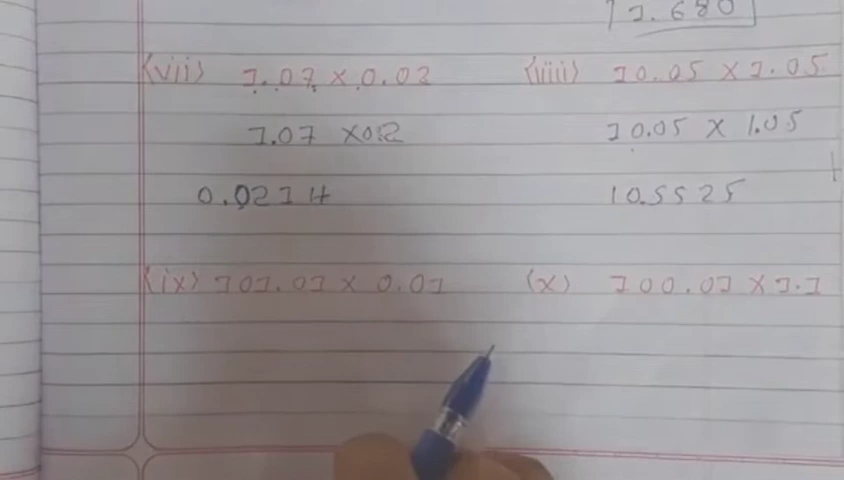 1.680
(vii) 1.07 x 0.02
(viii) 10.05 x 1.05
1.07 x 0.2
10.05 x 1.05
0.0214
10.5525
(ix) 101.01 x 0.01
(x) 100.01 x 1.1